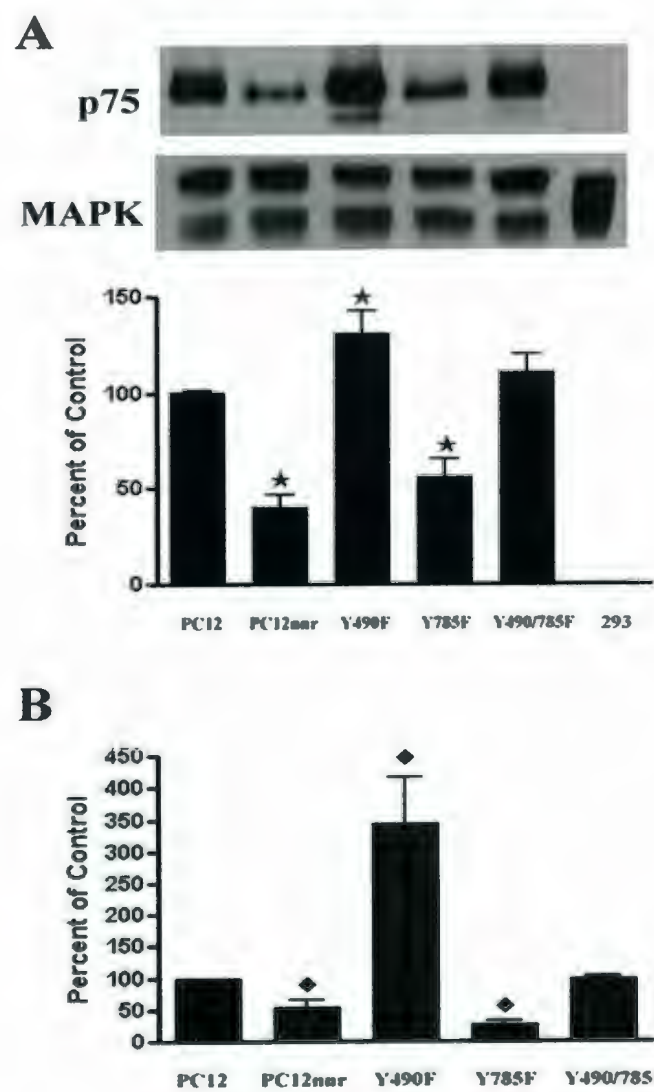 A
p75
MAPK
150
100
50
0
Percent of Control
★
★
★
PC12 PC12nnr Y490F Y785F Y490/785F 293
B
450
400
350
300
250
200
150
100
50
0
Percent of Control
PC12 PC12nnr Y490F Y785F Y490/785